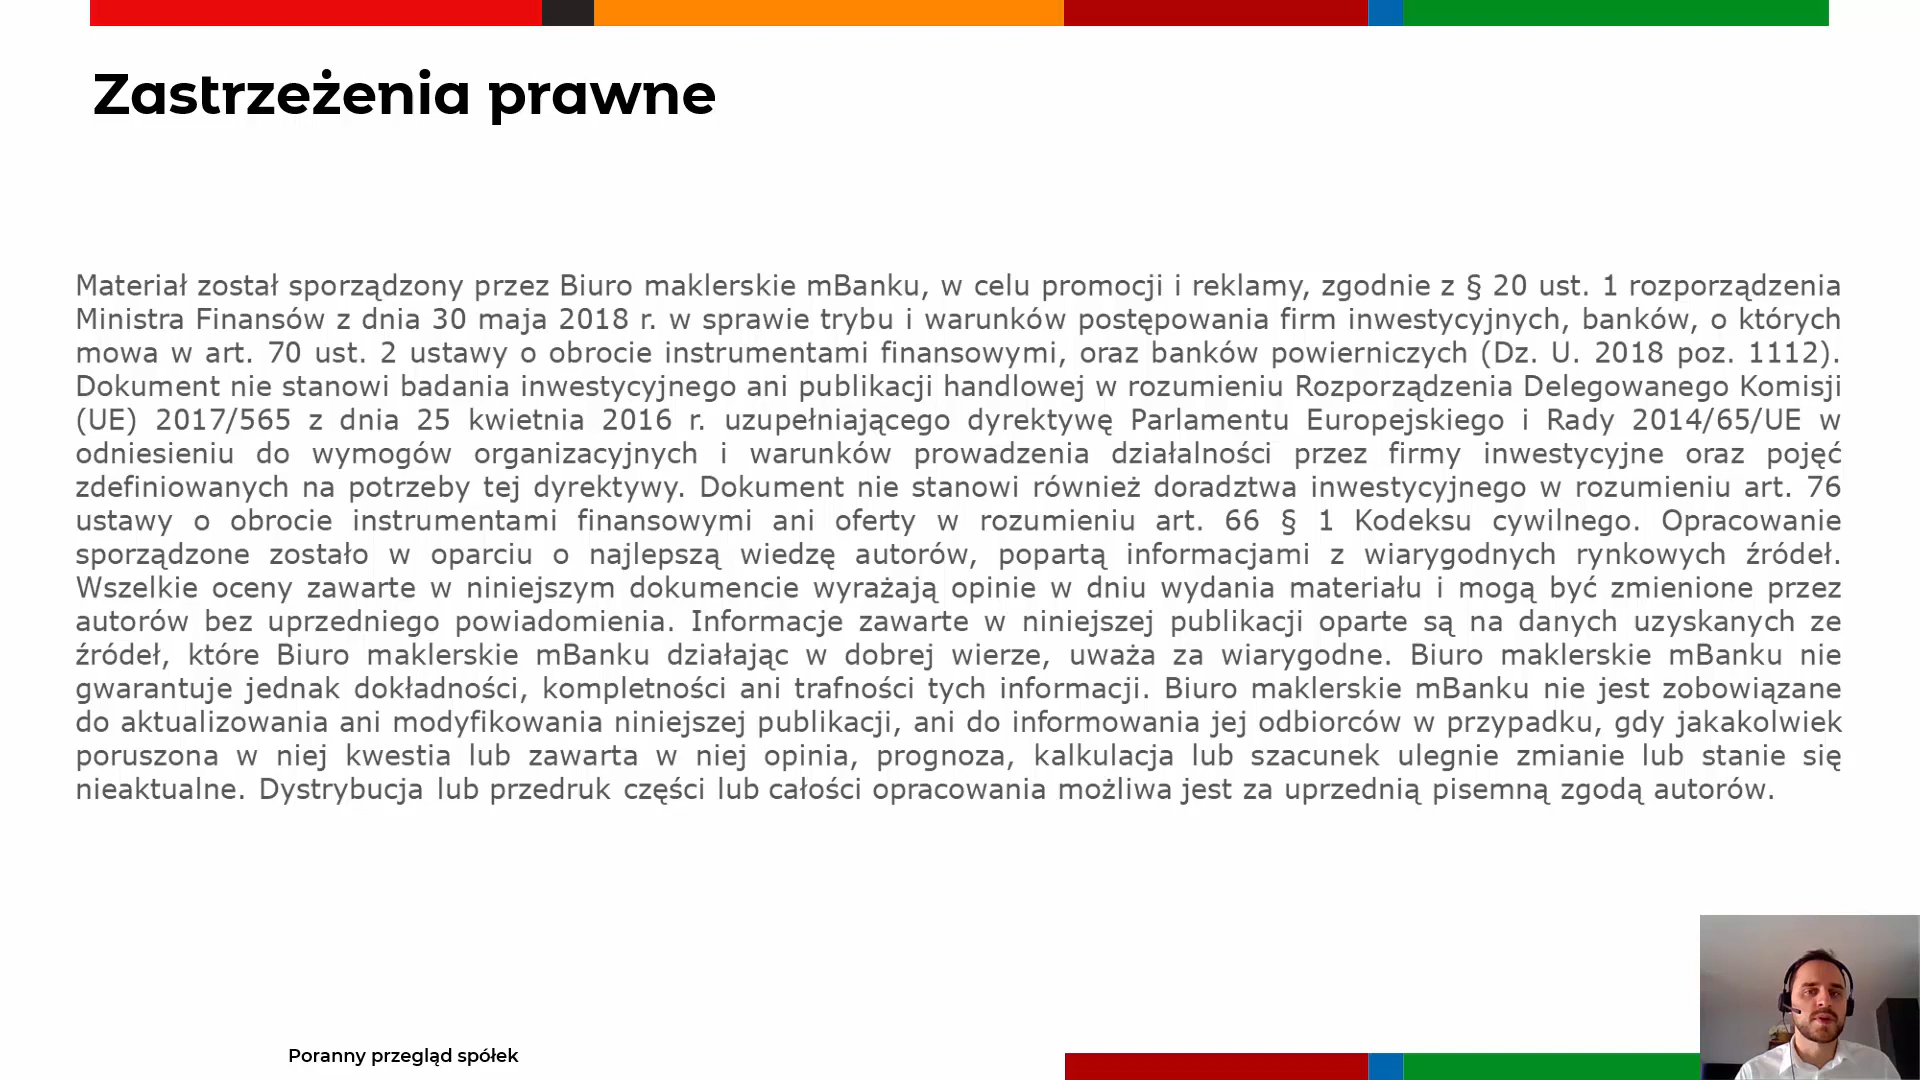 Zastrzeżenia prawne
Materiał został sporządzony przez Biuro maklerskie mBanku, w celu promocji i reklamy, zgodnie z § 20 ust. 1 rozporządzenia
Ministra Finansów z dnia 30 maja 2018 r. w sprawie trybu i warunków postępowania firm inwestycyjnych, banków, o których
mowa w art. 70 ust. 2 ustawy o obrocie instrumentami finansowymi, oraz banków powierniczych (Dz. U. 2018 poz. 1112).
Dokument nie stanowi badania inwestycyjnego ani publikacji handlowej w rozumieniu Rozporządzenia Delegowanego Komisji
(UE) 2017/565 z dnia 25 kwietnia 2016 r. uzupełniającego dyrektywę Parlamentu Europejskiego i Rady 2014/65/UE w
odniesieniu do wymogów organizacyjnych i warunków prowadzenia działalności przez firmy inwestycyjne oraz pojęć
zdefiniowanych na potrzeby tej dyrektywy. Dokument nie stanowi również doradztwa inwestycyjnego w rozumieniu art. 76
ustawy o obrocie instrumentami finansowymi ani oferty w rozumieniu art. 66 § 1 Kodeksu cywilnego. Opracowanie
sporządzone zostało w oparciu o najlepszą wiedzę autorów, popartą informacjami z wiarygodnych rynkowych źródeł.
Wszelkie oceny zawarte w niniejszym dokumencie wyrażają opinie w dniu wydania materiału i mogą być zmienione przez
autorów bez uprzedniego powiadomienia. Informacje zawarte w niniejszej publikacji oparte są na danych uzyskanych ze
źródeł, które Biuro maklerskie mBanku działając w dobrej wierze, uważa za wiarygodne. Biuro maklerskie mBanku nie
gwarantuje jednak dokładności, kompletności ani trafności tych informacji. Biuro maklerskie mBanku nie jest zobowiązane
do aktualizowania ani modyfikowania niniejszej publikacji, ani do informowania jej odbiorców w przypadku, gdy jakakolwiek
poruszona w niej kwestia lub zawarta w niej opinia, prognoza, kalkulacja lub szacunek ulegnie zmianie lub stanie się
nieaktualne. Dystrybucja lub przedruk części lub całości opracowania możliwa jest za uprzednią pisemną zgodą autorów.
Poranny przegląd spółek